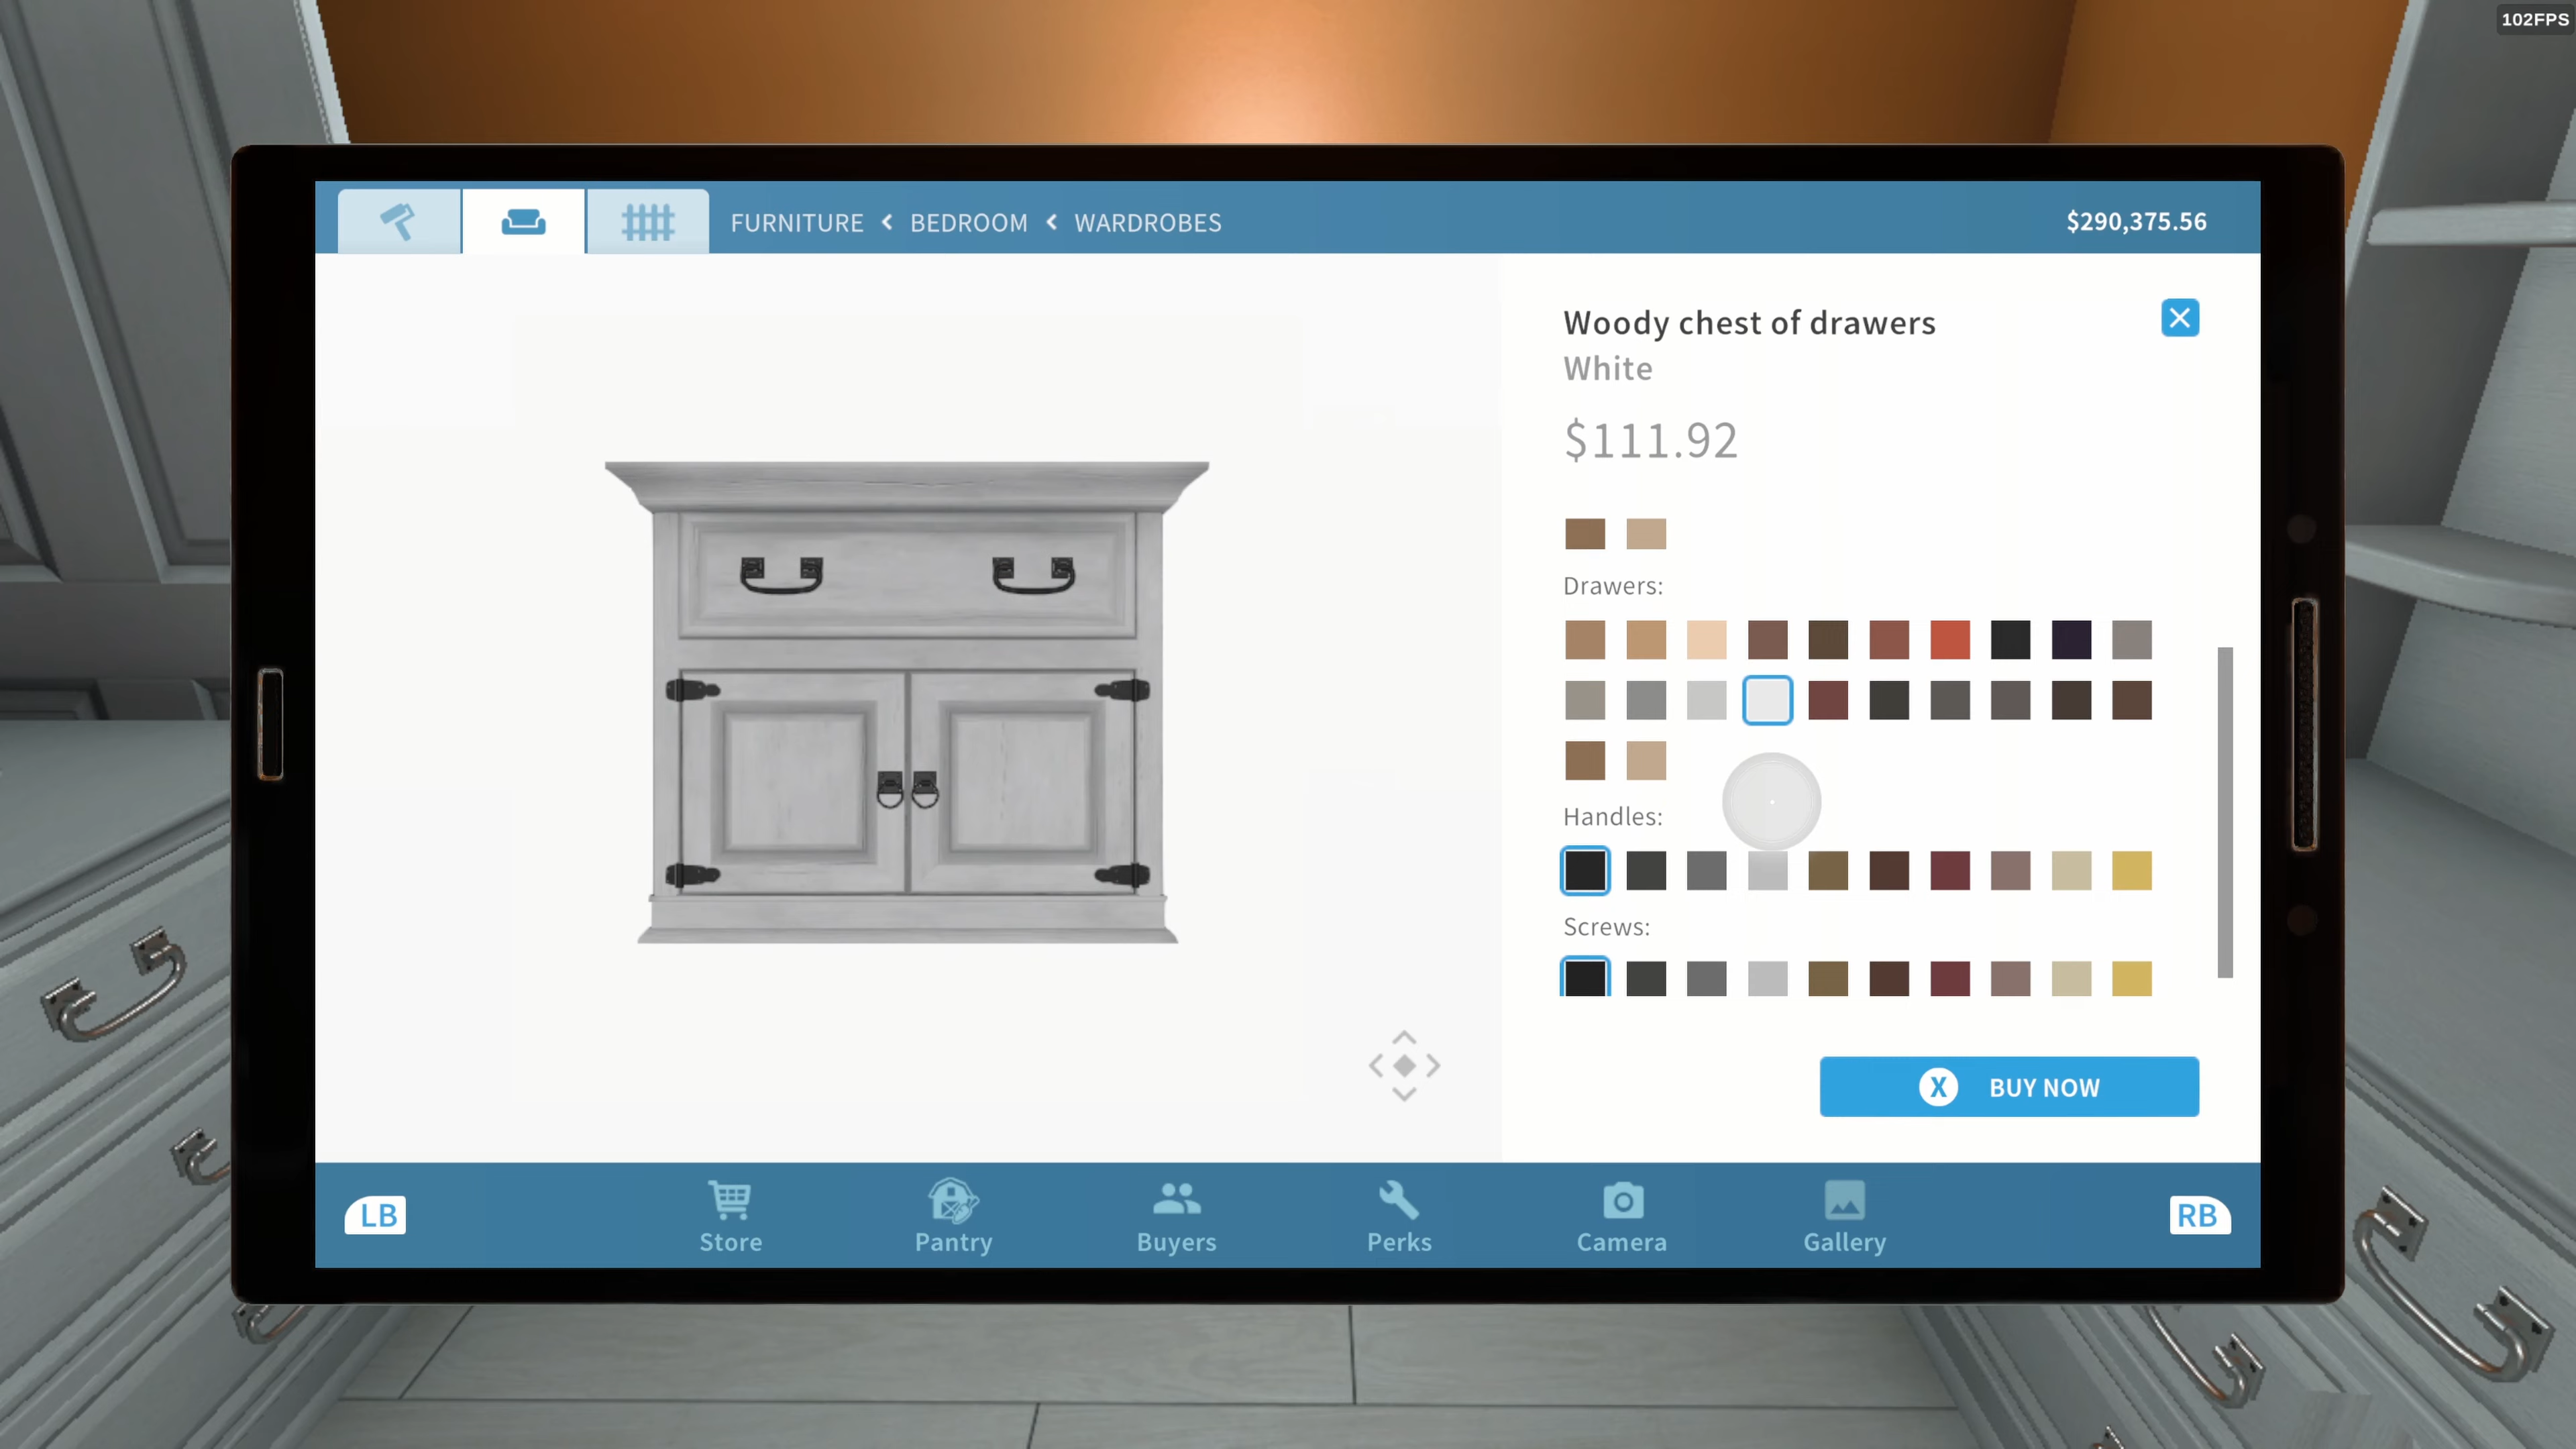 102FPS
FURNITURE < BEDROOM < WARDROBES
$290,375.56
Woody chest of drawers
White
$111.92
Drawers:
Handles:
Screws:
X BUY NOW
LB
Store
Pantry
Buyers
Perks
Camera
Gallery
RB